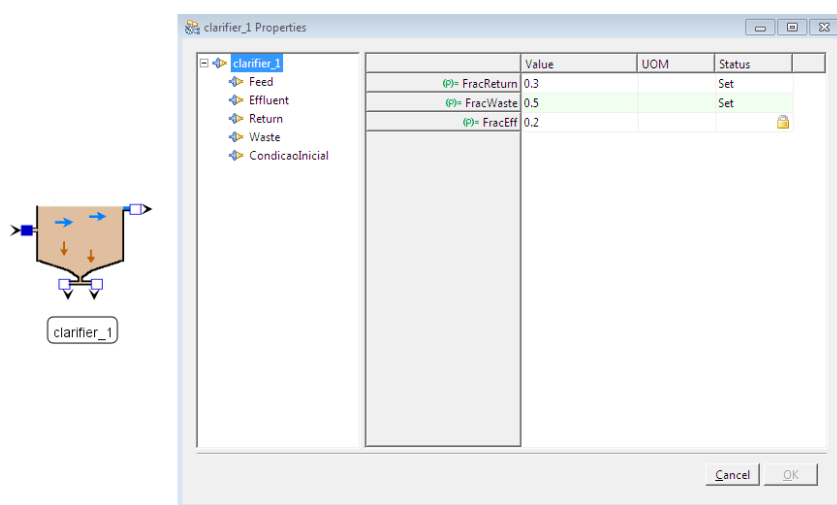 clarifier_1 Properties
clarifier_1
Feed
Effluent
Return
Waste
CondicaoInicial
Value UOM Status
(P)= FracReturn 0.3 Set
(P)= FracWaste 0.5 Set
(P)= FracEff 0.2
clarifier_1
Cancel OK